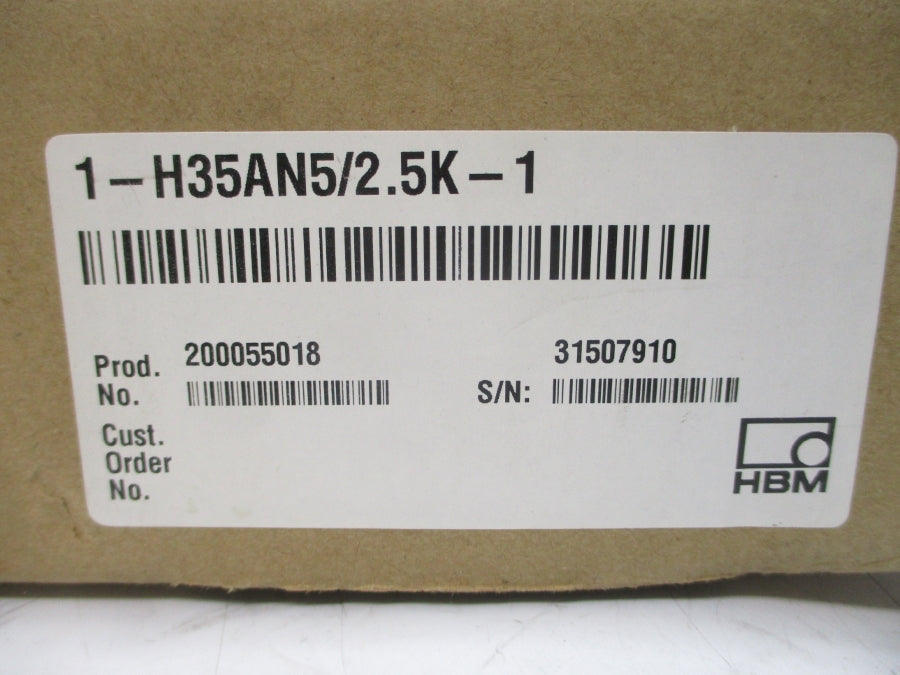 1-H35AN5/2.5K-1
Prod. No. 200055018
S/N: 31507910
Cust. Order No.
HBM